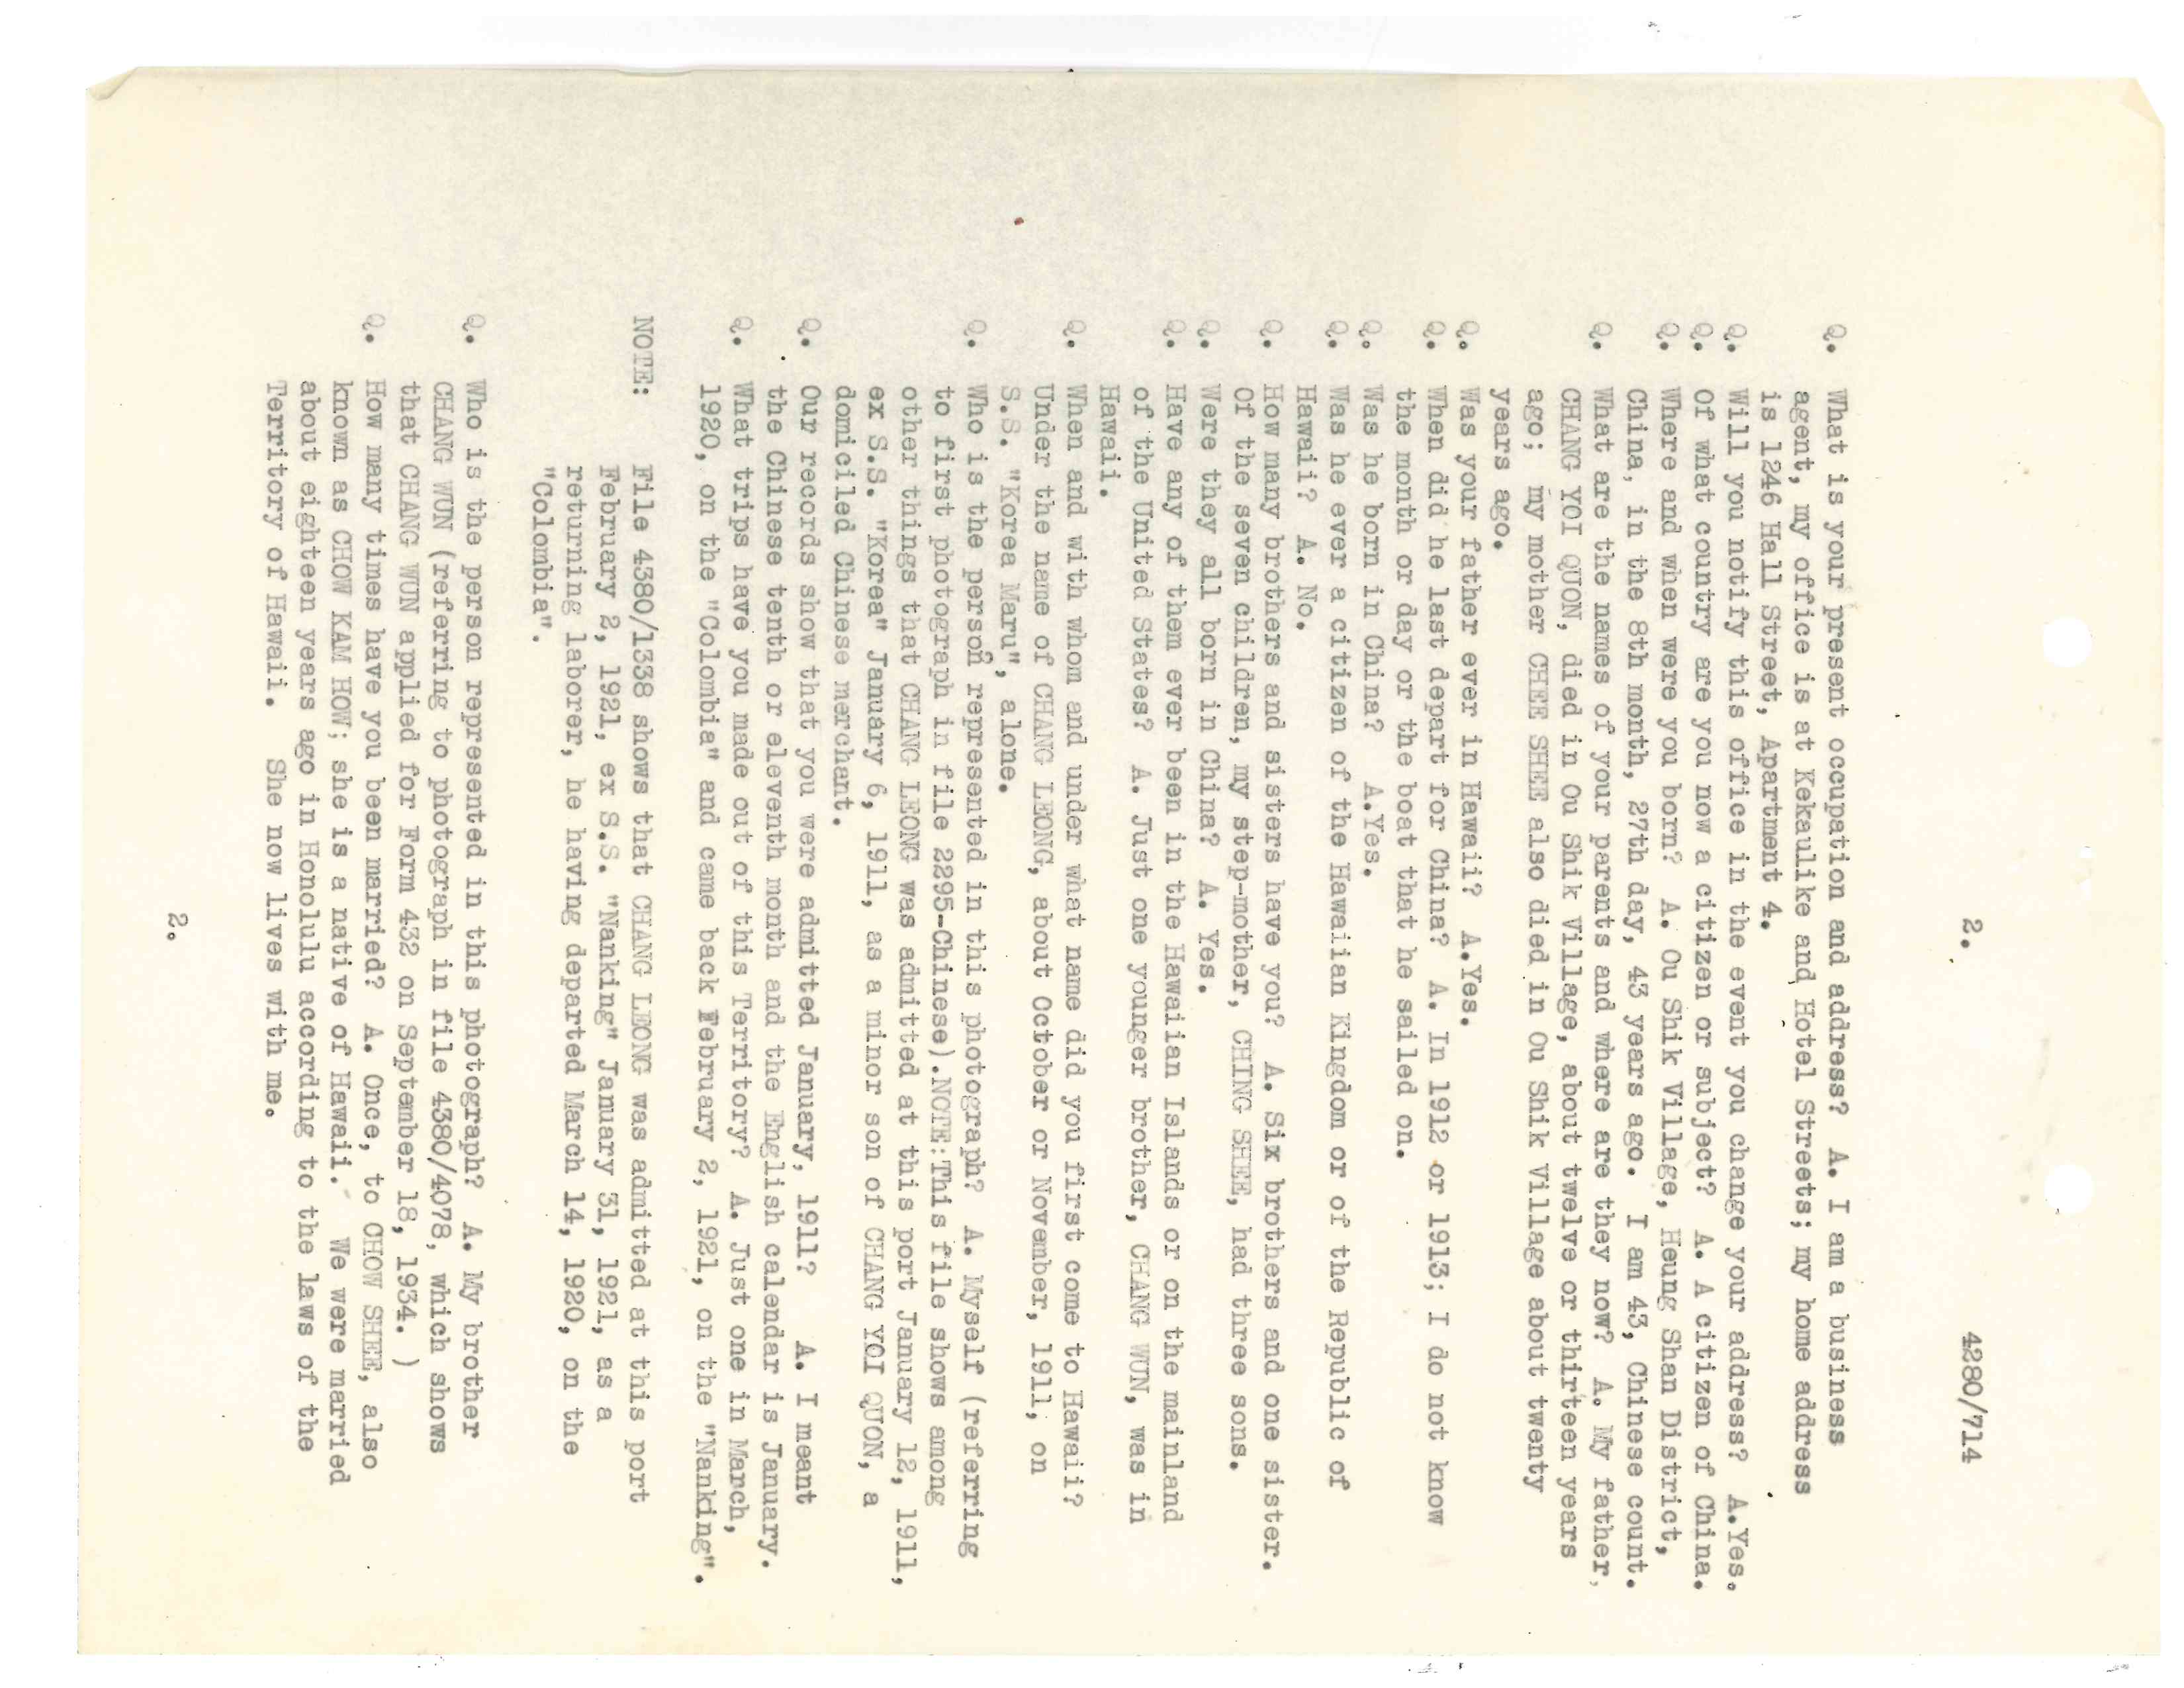 2. 4280/714
Q. What is your present occupation and address? A. I am a business
agent, my office is at Kekaulike and Hotel Streets; my home address
is 1246 Hall Street, Apartment 4.
Q. Will you notify this office in the event you change your address? A.Yes.
Q. Of what country are you now a citizen or subject? A. A citizen of China.
Q. Where and when were you born? A. Ou Shik Village, Heung Shan District,
China, in the 8th month, 27th day, 43 years ago. I am 43, Chinese count.
Q. What are the names of your parents and where are they now? A. My father,
CHANG YOI QUON, died in Ou Shik Village, about twelve or thirteen years
ago; my mother CHEE SHEE also died in Ou Shik Village about twenty
years ago.
Q. Was your father ever in Hawaii? A.Yes.
Q. When did he last depart for China? A. In 1912 or 1913; I do not know
the month or day or the boat that he sailed on.
Q. Was he born in China? A.Yes.
Q. Was he ever a citizen of the Hawaiian Kingdom or of the Republic of
Hawaii? A. No.
Q. How many brothers and sisters have you? A. Six brothers and one sister.
Of the seven children, my step-mother, CHING SHEE, had three sons.
Q. Were they all born in China? A. Yes.
Q. Have any of them ever been in the Hawaiian Islands or on the mainland
of the United States? A. Just one younger brother, CHANG WUN, was in
Hawaii.
Q. When and with whom and under what name did you first come to Hawaii?
Under the name of CHANG LEONG, about October or November, 1911, on
S.S. "Korea Maru", alone.
Q. Who is the person represented in this photograph? A. Myself (referring
to first photograph in file 2295-Chinese).NOTE:This file shows among
other things that CHANG LEONG was admitted at this port January 12, 1911,
ex S.S. "Korea" January 6, 1911, as a minor son of CHANG YOI QUON, a
domiciled Chinese merchant.
Q. Our records show that you were admitted January, 1911? A. I meant
the Chinese tenth or eleventh month and the English calendar is January.
Q. What trips have you made out of this Territory? A. Just one in March,
1920, on the "Colombia" and came back February 2, 1921, on the "Nanking".
NOTE: File 4380/1338 shows that CHANG LEONG was admitted at this port
February 2, 1921, ex S.S. "Nanking" January 31, 1921, as a
returning laborer, he having departed March 14, 1920, on the
"Colombia".
Q. Who is the person represented in this photograph? A. My brother
CHANG WUN (referring to photograph in file 4380/4078, which shows
that CHANG WUN applied for Form 432 on September 18, 1934. )
Q. How many times have you been married? A. Once, to CHOW SHEE, also
known as CHOW KAM HOW; she is a native of Hawaii. We were married
about eighteen years ago in Honolulu according to the laws of the
Territory of Hawaii. She now lives with me.
2.